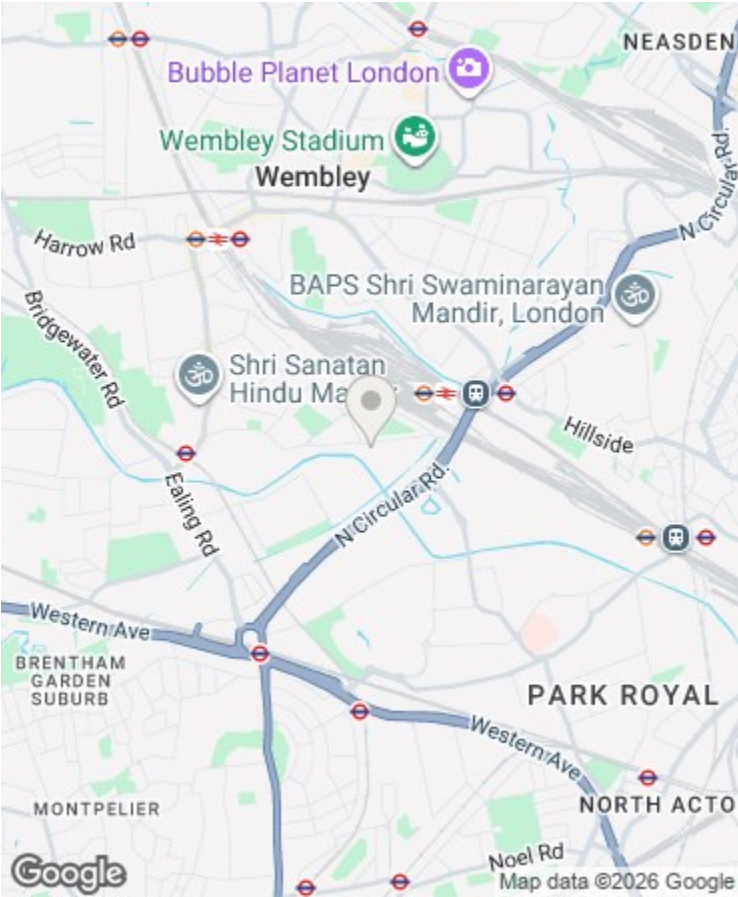 NEASDEN
Bubble Planet London
Wembley Stadium
Wembley
N Circular Rd.
Harrow Rd
BAPS Shri Swaminarayan
Mandir, London
Bridgewater Rd
Shri Sanatan
Hindu Ma
Hillside
Ealing Rd
N Circular Rd.
Western Ave
BRENTHAM
GARDEN
SUBURB
PARK ROYAL
Western Ave
MONTPELIER
NORTH ACTO
Noel Rd
Google
Map data ©2026 Google